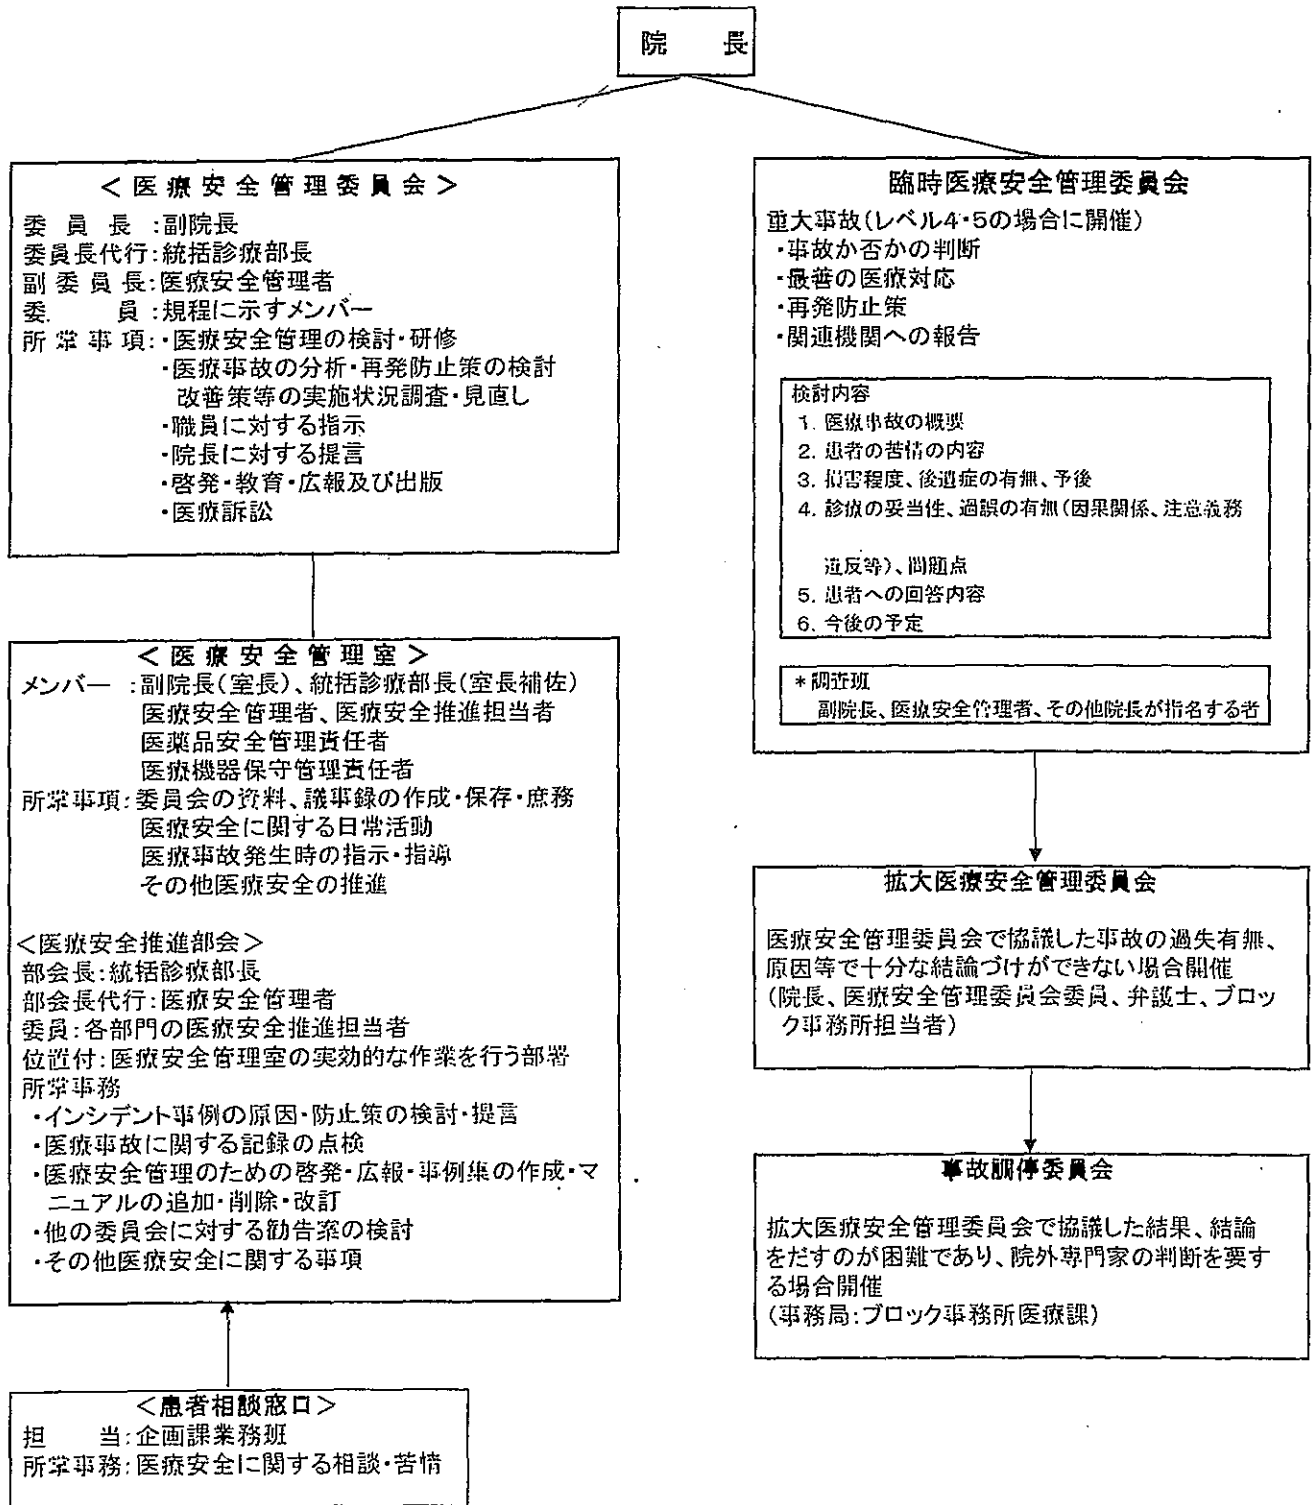 院　長
＜医療安全管理委員会＞
委員長：副院長
委員長代行：統括診療部長
副委員長：医療安全管理者
委　員：規程に示すメンバー
所掌事項：・医療安全管理の検討・研修
・医療事故の分析・再発防止策の検討
改善策等の実施状況調査・見直し
・職員に対する指示
・院長に対する提言
・啓発・教育・広報及び出版
・医療訴訟
＜医療安全管理室＞
メンバー：副院長（室長）、統括診療部長（室長補佐）
医療安全管理者、医療安全推進担当者
医薬品安全管理責任者
医療機器保守管理責任者
所掌事項：委員会の資料、議事録の作成・保存・庶務
医療安全に関する日常活動
医療事故発生時の指示・指導
その他医療安全の推進
＜医療安全推進部会＞
部会長：統括診療部長
部会長代行：医療安全管理者
委員：各部門の医療安全推進担当者
位置付：医療安全管理室の実効的な作業を行う部署
所掌事務
・インシデント事例の原因・防止策の検討・提言
・医療事故に関する記録の点検
・医療安全管理のための啓発・広報・事例集の作成・マ
ニュアルの追加・削除・改訂
・他の委員会に対する勧告案の検討
・その他医療安全に関する事項
＜患者相談窓口＞
担　当：企画課業務班
所掌事務：医療安全に関する相談・苦情
臨時医療安全管理委員会
重大事故（レベル4・5の場合に開催）
・事故か否かの判断
・最善の医療対応
・再発防止策
・関連機関への報告
検討内容
1. 医療事故の概要
2. 患者の苦情の内容
3. 損害程度、後遺症の有無、予後
4. 診療の妥当性、過誤の有無（因果関係、注意義務
違反等）、問題点
5. 患者への回答内容
6. 今後の予定
＊調査班
副院長、医療安全管理者、その他院長が指名する者
拡大医療安全管理委員会
医療安全管理委員会で協議した事故の過失有無、
原因等で十分な結論づけができない場合開催
（院長、医療安全管理委員会委員、弁護士、ブロッ
ク事務所担当者）
事故調停委員会
拡大医療安全管理委員会で協議した結果、結論
をだすのが困難であり、院外専門家の判断を要す
る場合開催
（事務局：ブロック事務所医療課）